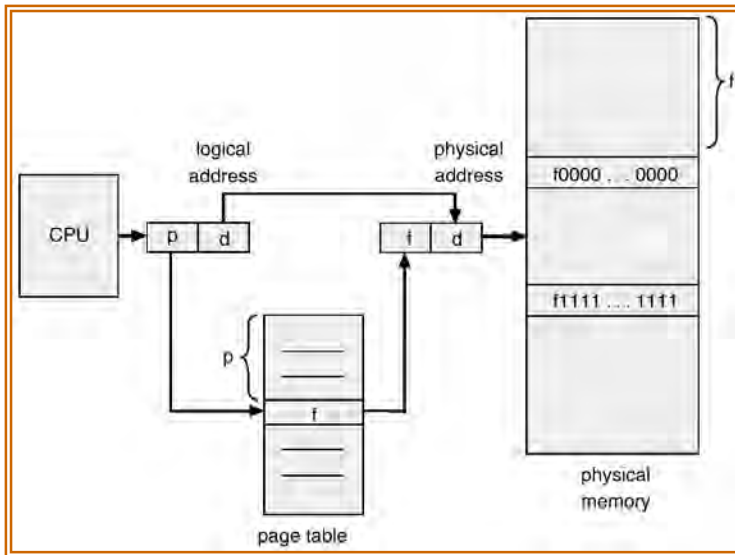 f
logical
address
physical
address
f0000 . . . 0000
CPU
p d
f d
f1111 . . . 1111
p
f
physical
memory
page table